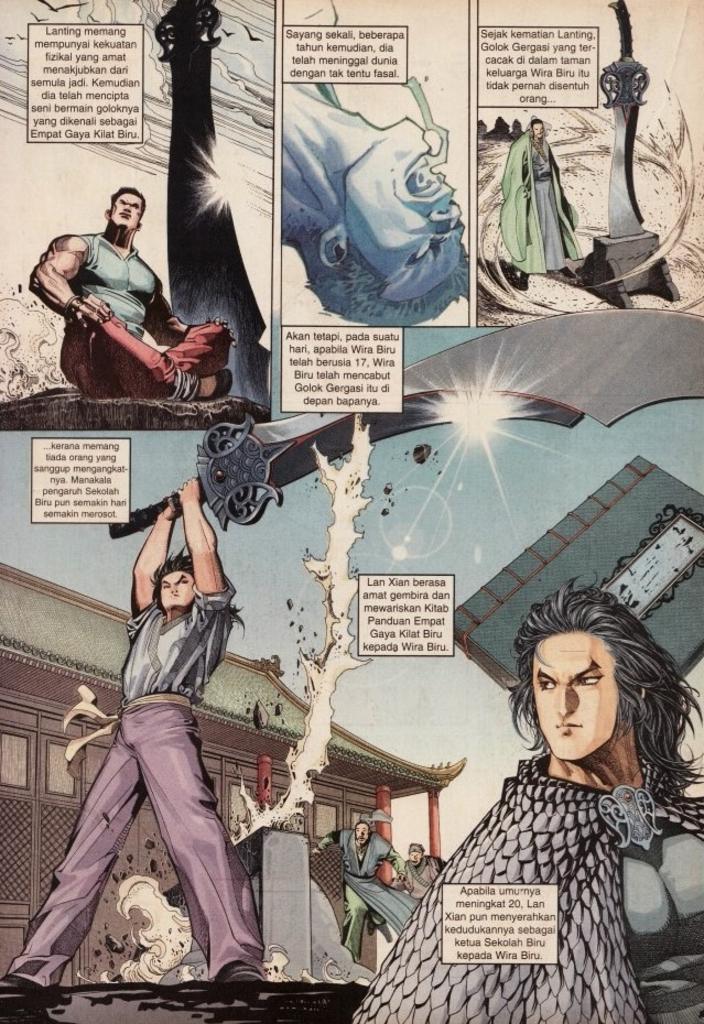 Lanting memang
mempunyai kekuatan
fizikal yang amat
menakjubkan dari
semula jadi. Kemudian
dia telah mencipta
seni bermain goloknya
yang dikenali sebagai
Empat Gaya Kilat Biru.
Sayang sekali, beberapa
tahun kemudian, dia
telah meninggal dunia
dengan tak tentu fasal.
Sejak kematian Lanting,
Golok Gergasi yang ter-
cacak di dalam taman
keluarga Wira Biru itu
tidak pernah disentuh
orang...
Akan tetapi, pada suatu
hari, apabila Wira Biru
telah berusia 17, Wira
Biru telah mencabut
Golok Gergasi itu di
depan bapanya.
...kerana memang
tiada orang yang
sanggup mengangkat-
nya. Manakala
pengaruh Sekolah
Biru pun semakin hari
semakin merosot.
Lan Xian berasa
amat gembira dan
mewariskan Kitab
Panduan Empat
Gaya Kilat Biru
kepada Wira Biru.
Apabila umurnya
meningkat 20, Lan
Xian pun menyerahkan
kedudukannya sebagai
ketua Sekolah Biru
kepada Wira Biru.